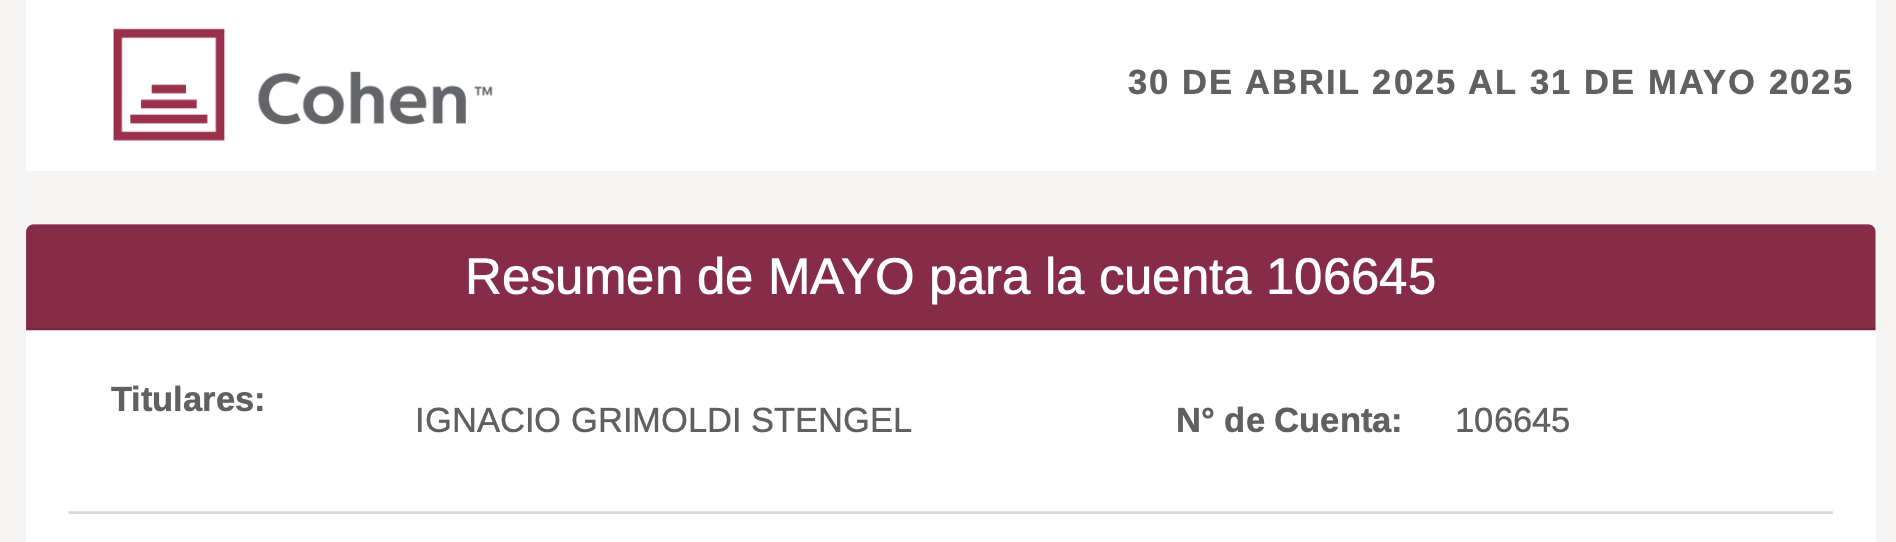 Cohen™
30 DE ABRIL 2025 AL 31 DE MAYO 2025
Resumen de MAYO para la cuenta 106645
Titulares:
IGNACIO GRIMOLDI STENGEL
N° de Cuenta: 106645